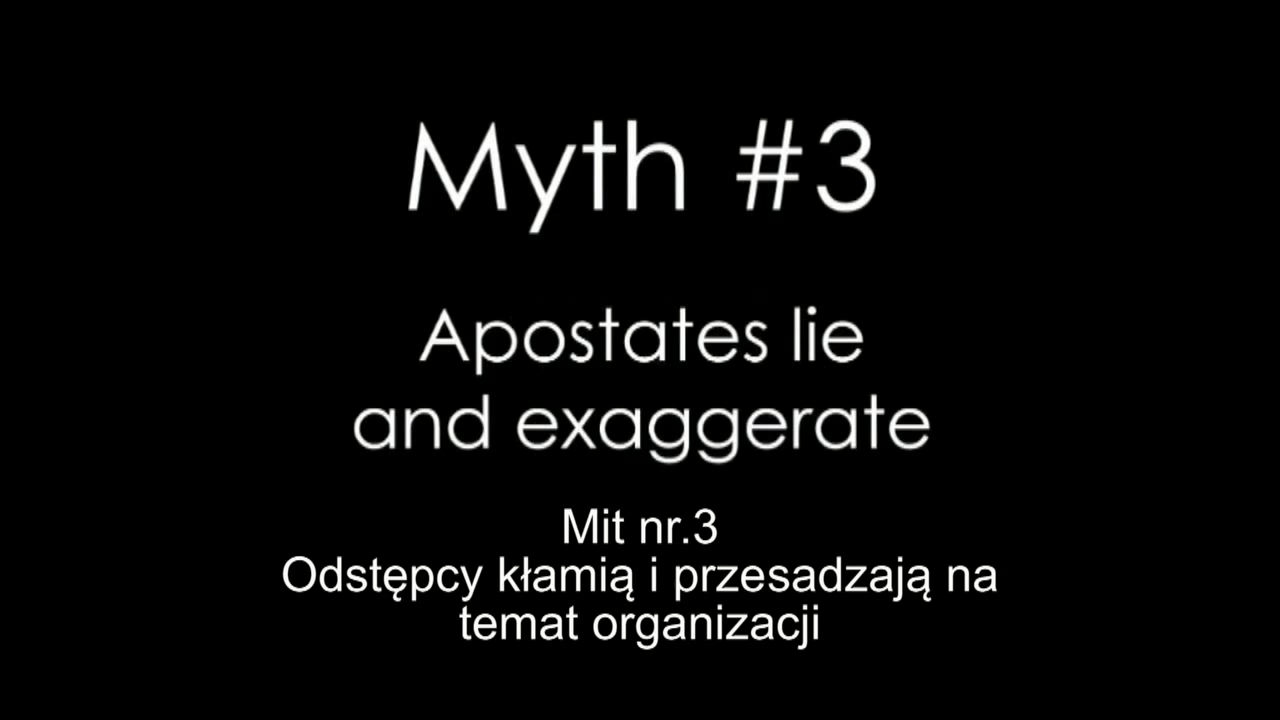 Myth #3
Apostates lie
and exaggerate
Mit nr.3
Odstępcy kłamią i przesadzają na
temat organizacji